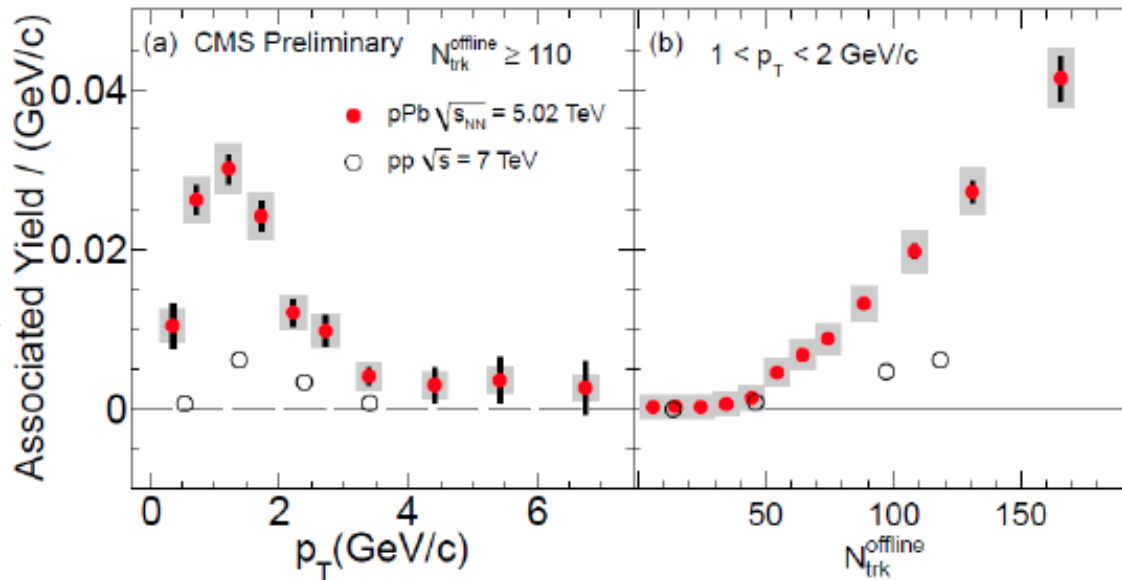 Associated Yield / (GeV/c)
(a) CMS Preliminary
N_trk^offline ≥ 110
pPb √s_NN = 5.02 TeV
pp √s = 7 TeV
0.04
0.02
0
0 2 4 6
p_T(GeV/c)
(b) 1 < p_T < 2 GeV/c
50 100 150
N_trk^offline